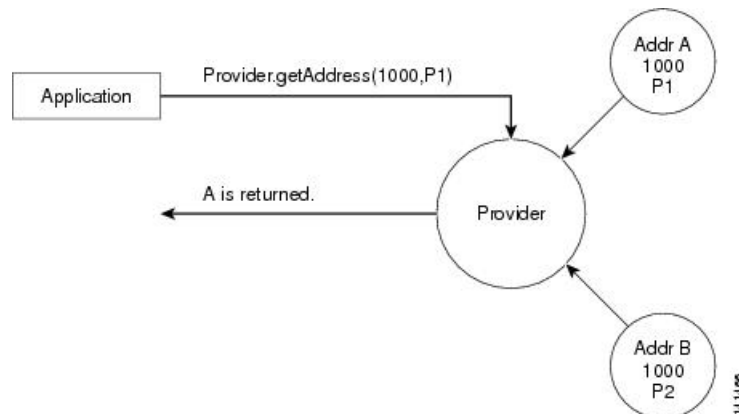 Provider.getAddress(1000,P1)
Application
Addr A
1000
P1
A is returned.
Provider
Addr B
1000
P2